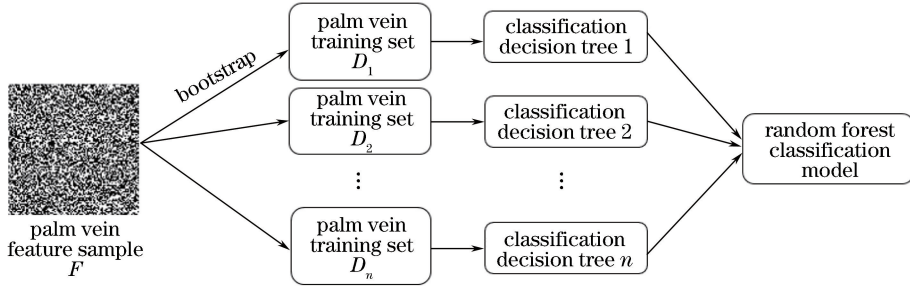 palm vein
feature sample
F
bootstrap
palm vein
training set
D₁
classification
decision tree 1
palm vein
training set
D₂
classification
decision tree 2
⋮
⋮
palm vein
training set
Dₙ
classification
decision tree n
random forest
classification
model